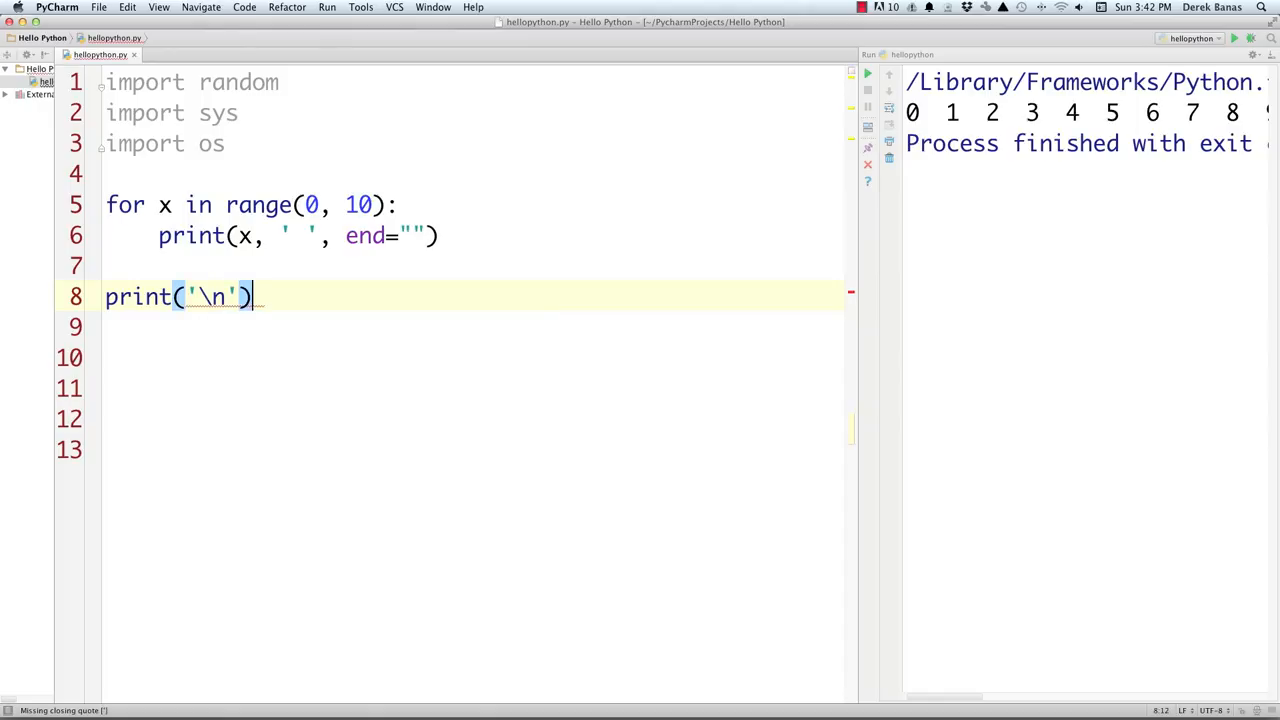 PyCharm File Edit View Navigate Code Refactor Run Tools VCS Window Help 10 Sun 3:42 PM Derek Banas
hellopython.py - Hello Python - [~/PycharmProjects/Hello Python]
Hello Python hellopython.py hellopython
hellopython.py × Run hellopython
Hello P
hell
Externa
1 import random
2 import sys
3 import os
4
5 for x in range(0, 10):
6 print(x, ' ', end="")
7
8 print('\n')
9
10
11
12
13
/Library/Frameworks/Python.
0 1 2 3 4 5 6 7 8 9
Process finished with exit
Missing closing quote ['] 8:12 LF UTF-8